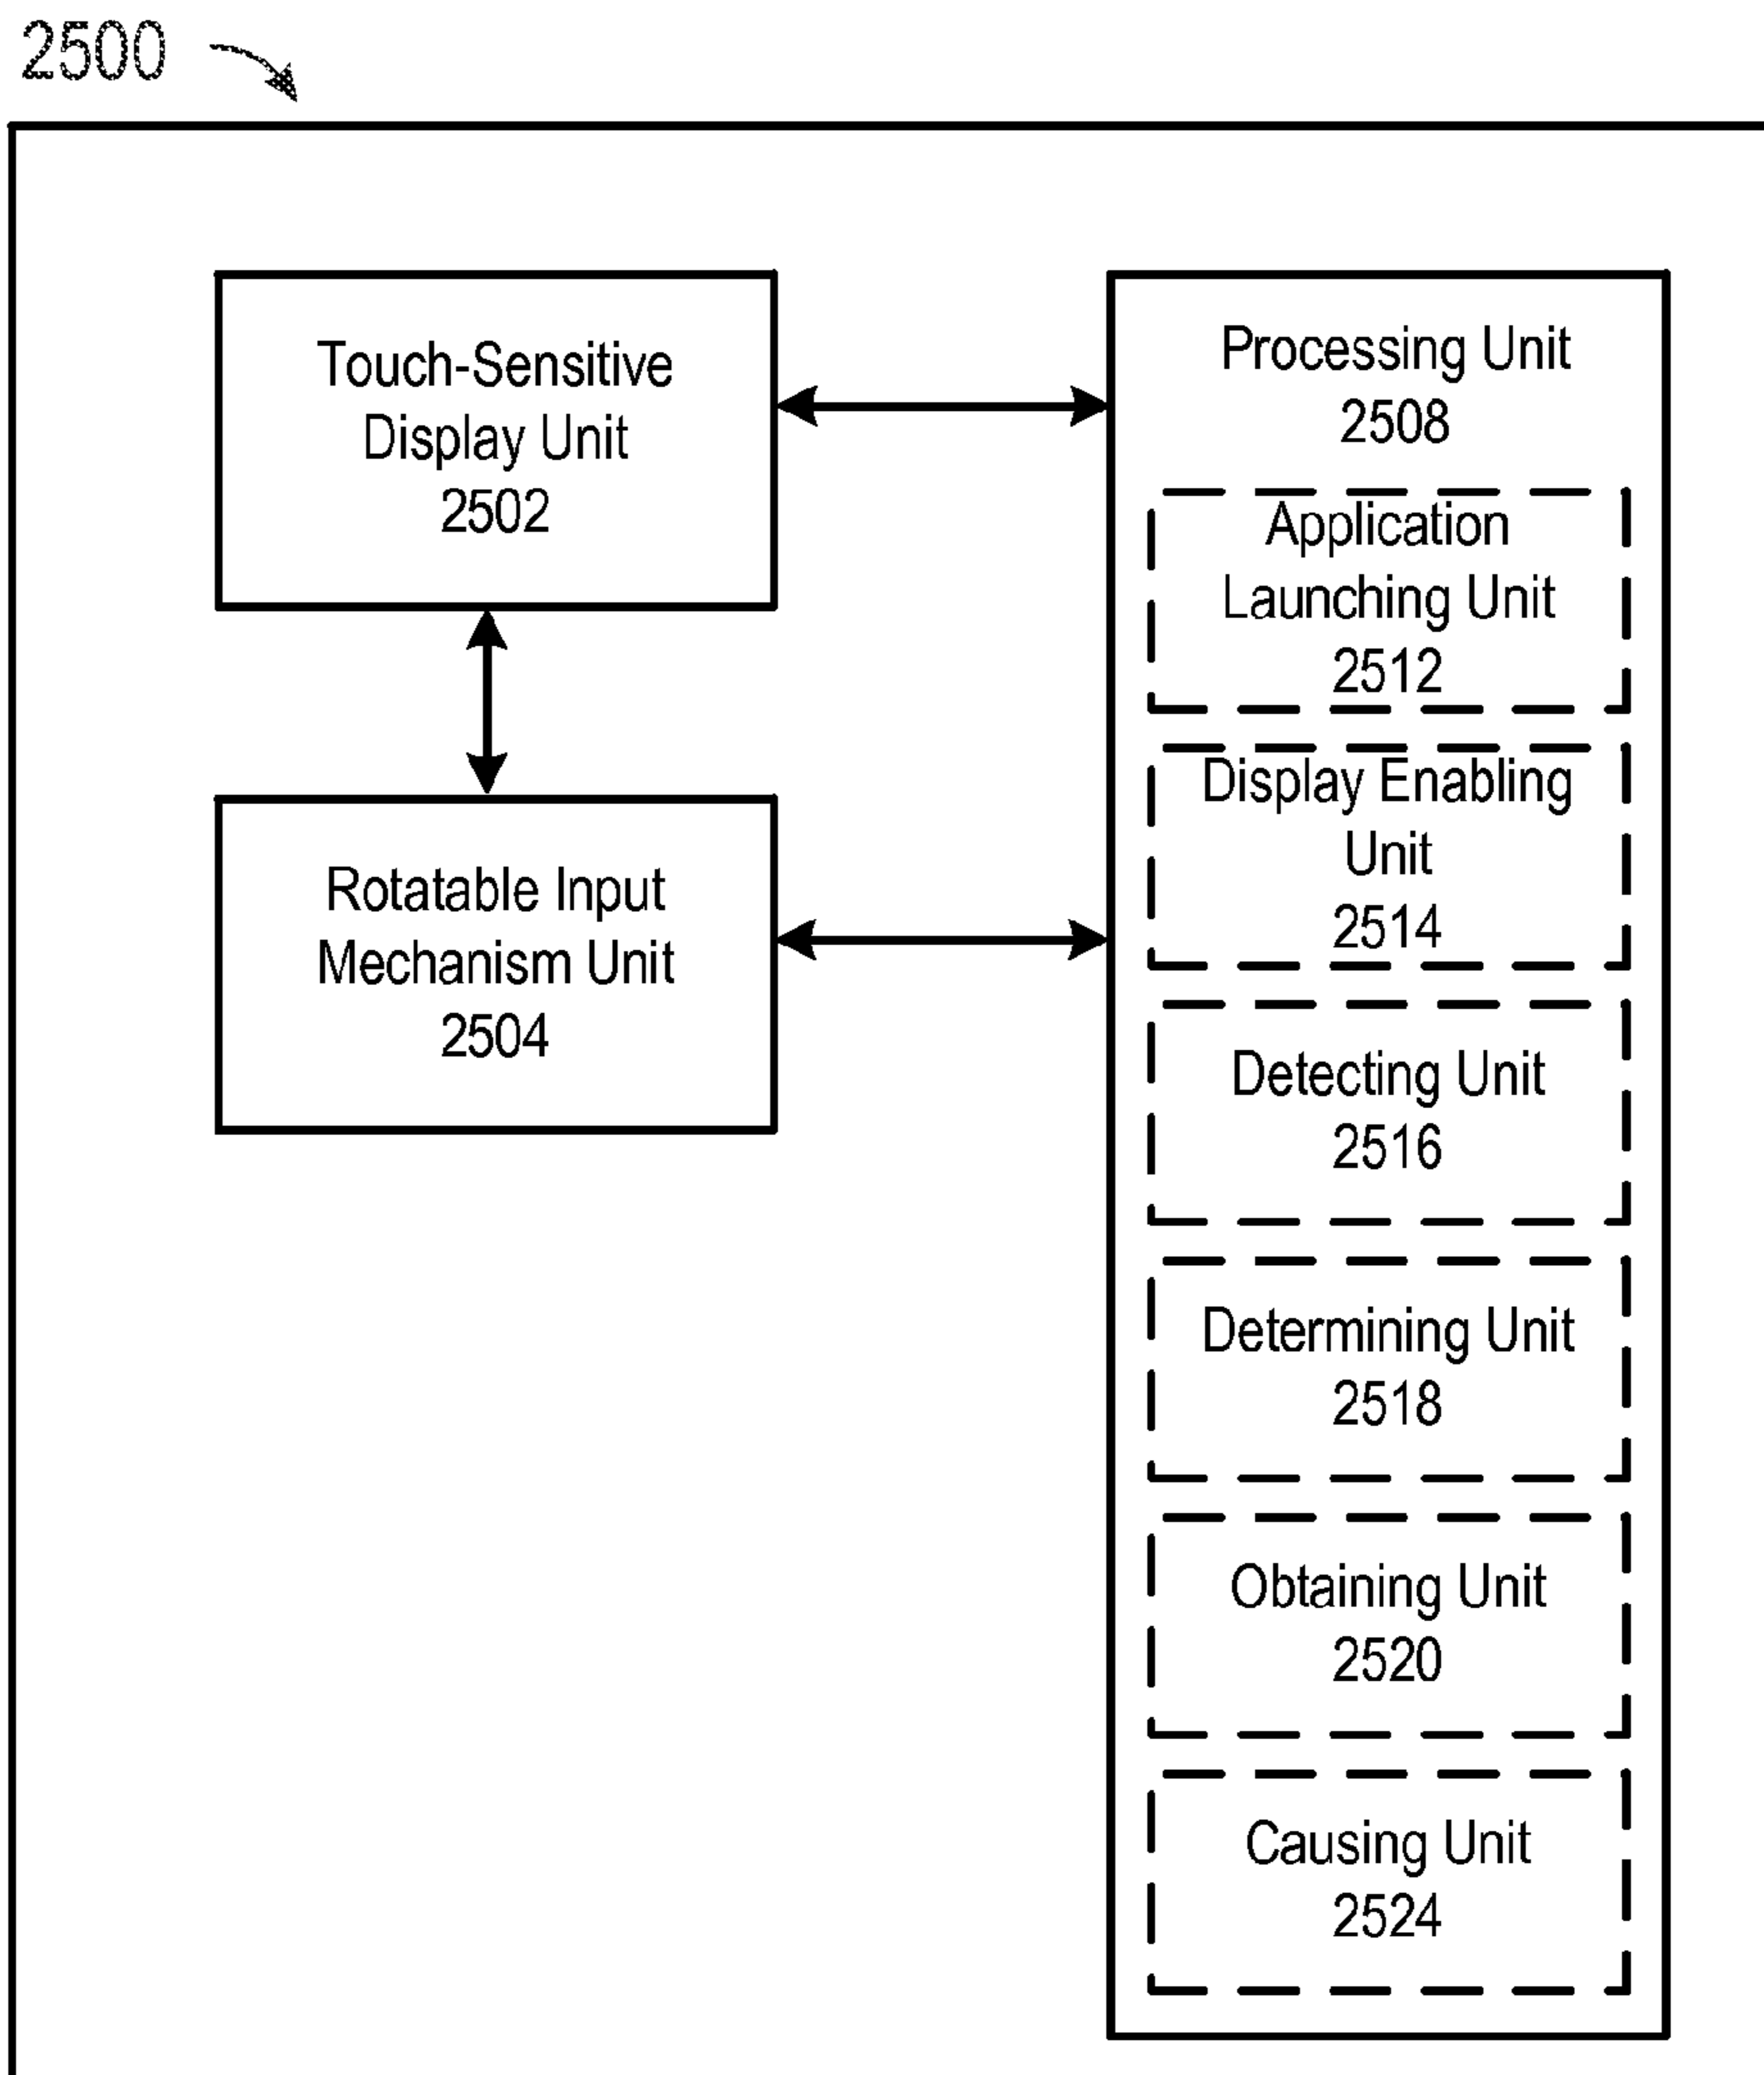 2500
Touch-Sensitive
Display Unit
2502
Rotatable Input
Mechanism Unit
2504
Processing Unit
2508
Application
Launching Unit
2512
Display Enabling
Unit
2514
Detecting Unit
2516
Determining Unit
2518
Obtaining Unit
2520
Causing Unit
2524